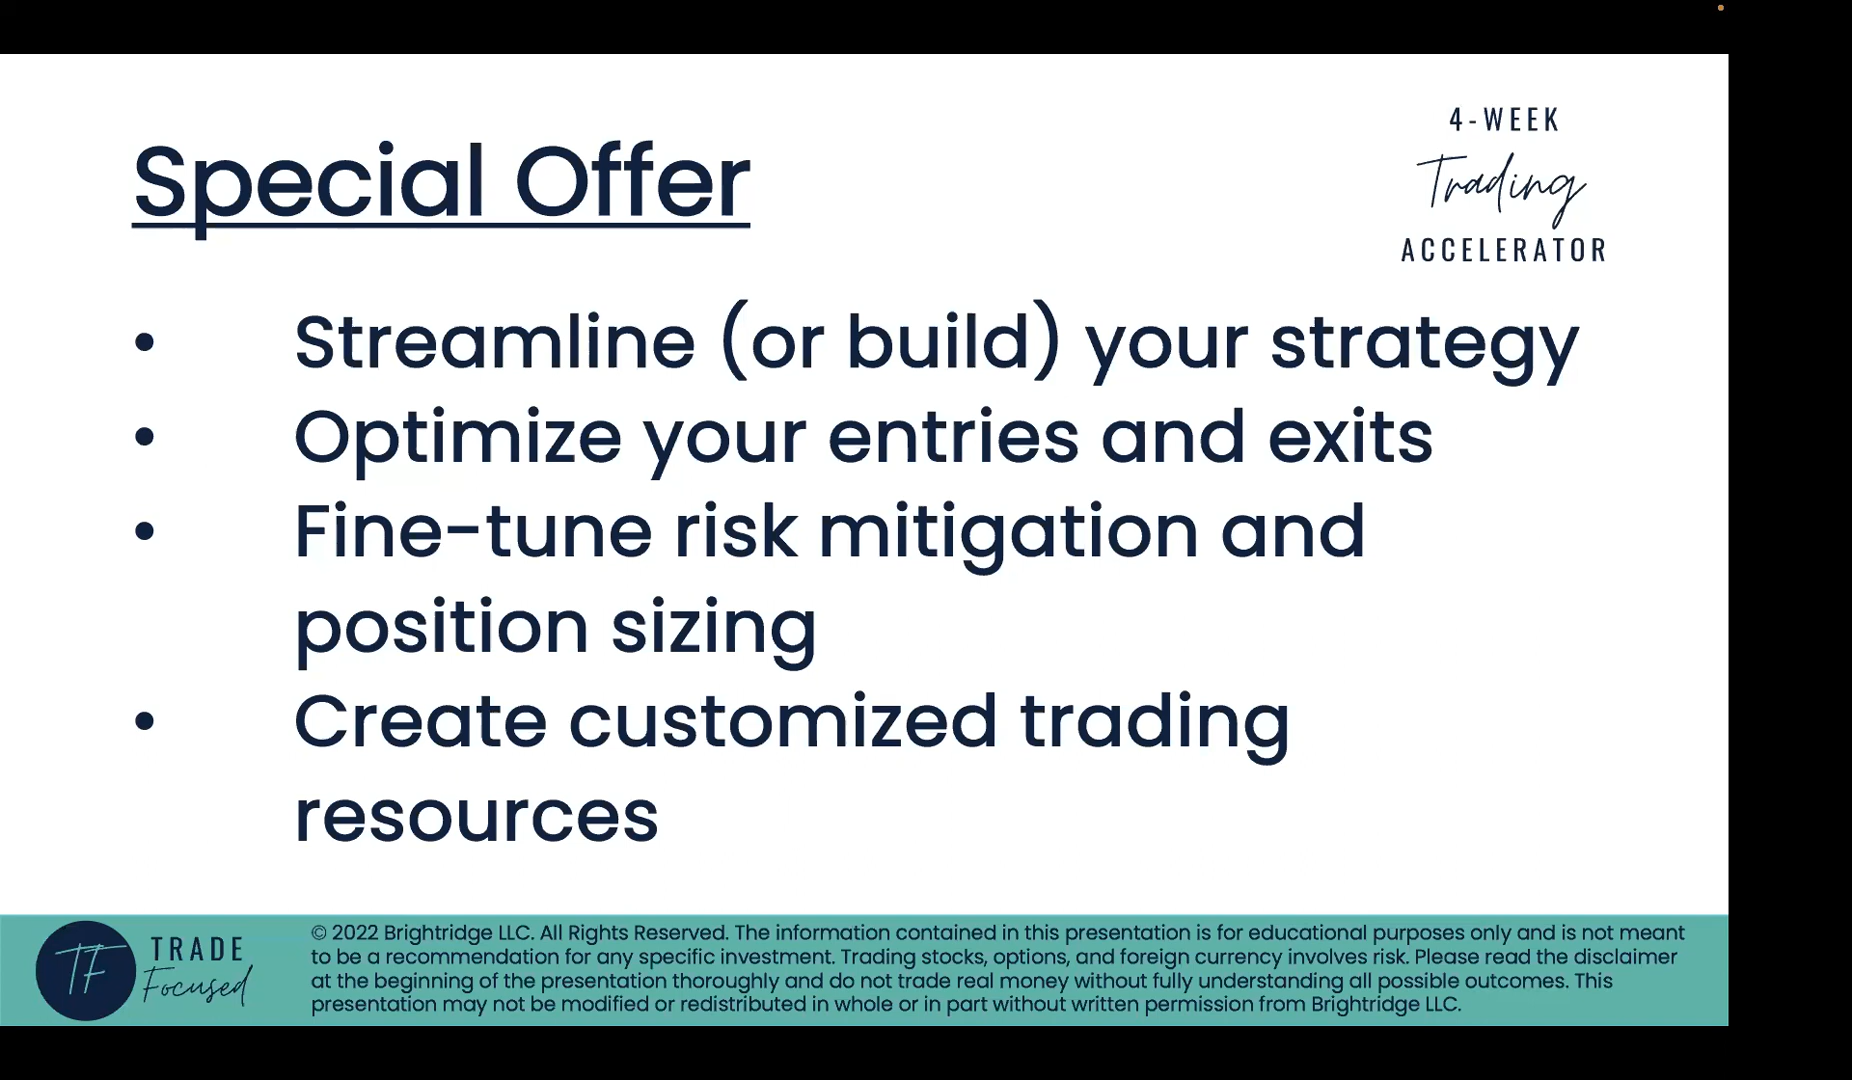 4-WEEK
Trading
ACCELERATOR
Special Offer
• Streamline (or build) your strategy
• Optimize your entries and exits
• Fine-tune risk mitigation and
position sizing
• Create customized trading
resources
TF
TRADE
Focused
© 2022 Brightridge LLC. All Rights Reserved. The information contained in this presentation is for educational purposes only and is not meant
to be a recommendation for any specific investment. Trading stocks, options, and foreign currency involves risk. Please read the disclaimer
at the beginning of the presentation thoroughly and do not trade real money without fully understanding all possible outcomes. This
presentation may not be modified or redistributed in whole or in part without written permission from Brightridge LLC.